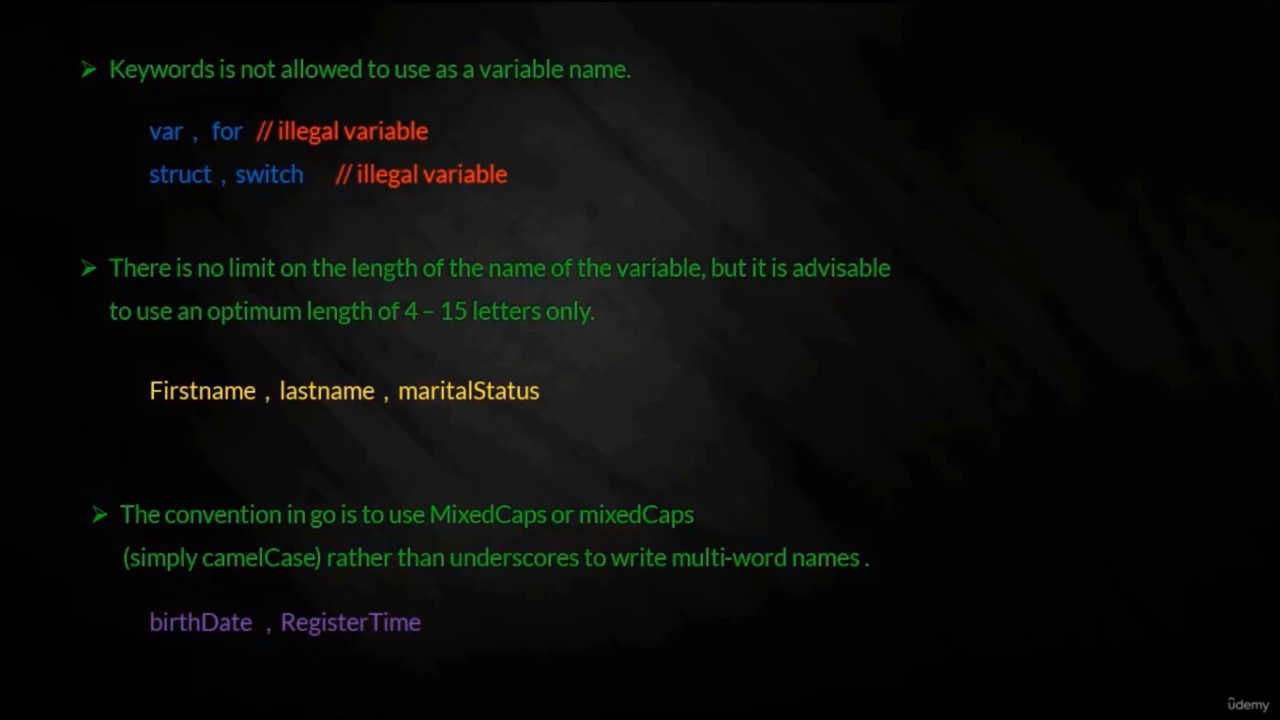 ➢ Keywords is not allowed to use as a variable name.
var , for // illegal variable
struct , switch // illegal variable
➢ There is no limit on the length of the name of the variable, but it is advisable
to use an optimum length of 4 – 15 letters only.
Firstname , lastname , maritalStatus
➢ The convention in go is to use MixedCaps or mixedCaps
(simply camelCase) rather than underscores to write multi-word names .
birthDate , RegisterTime
ûdemy